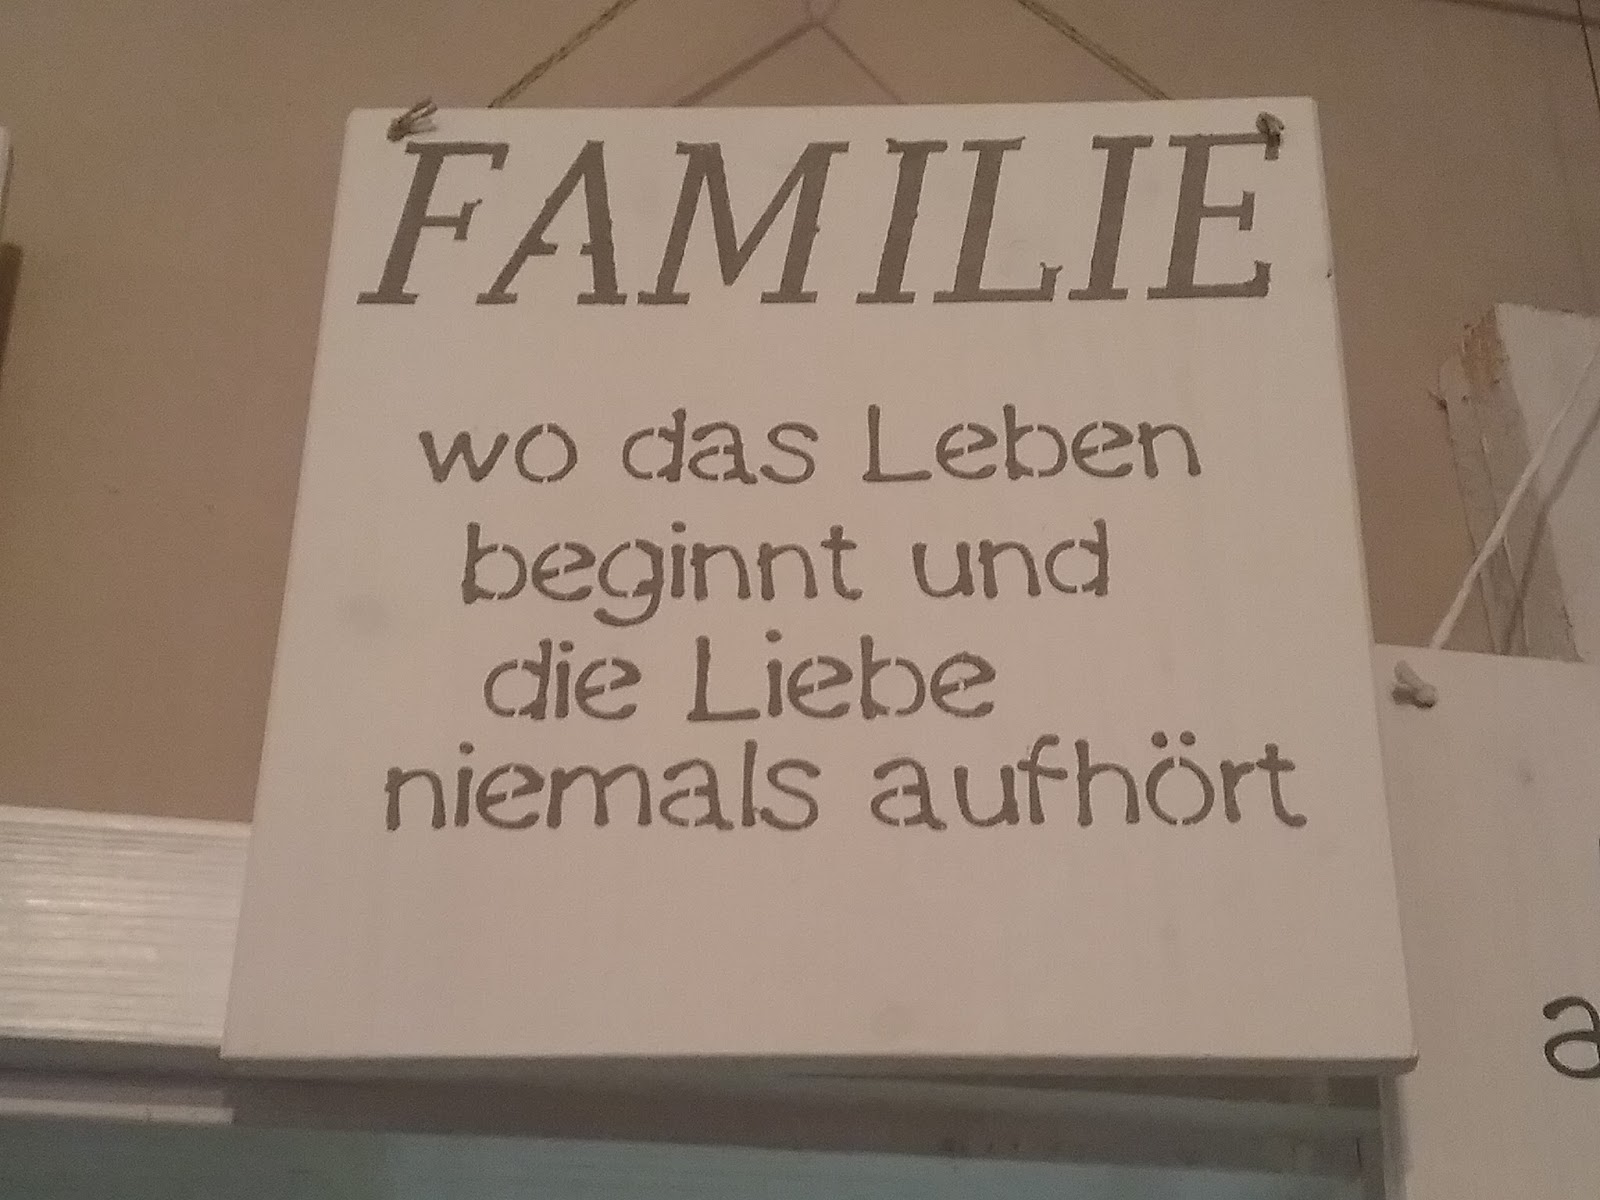 FAMILIE
wo das Leben
beginnt und
die Liebe
niemals aufhört
a